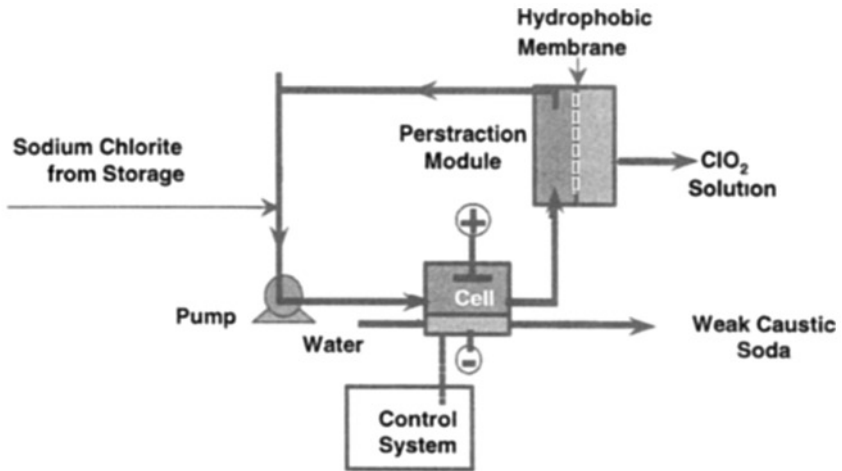 Hydrophobic
Membrane
Perstraction
Module
Sodium Chlorite
from Storage
ClO2
Solution
+
Cell
Pump
Water
Weak Caustic
Soda
-
Control
System